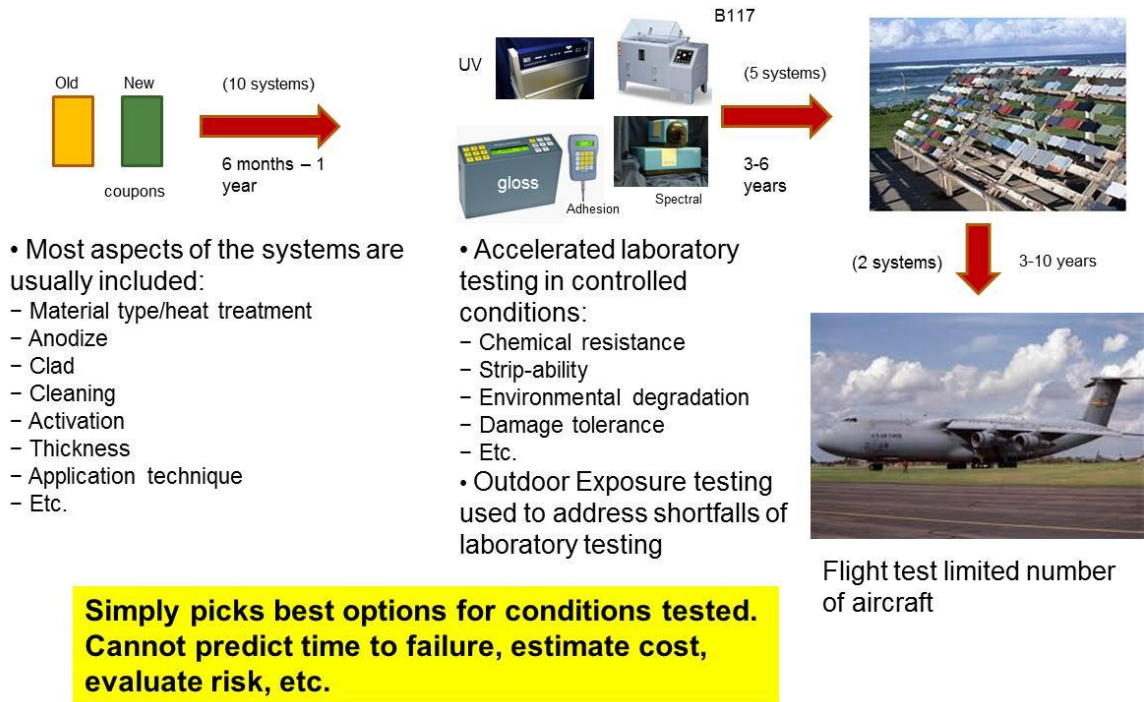 Old
New
coupons
(10 systems)
6 months – 1
year
UV
B117
gloss
Adhesion
Spectral
(5 systems)
3-6
years
(2 systems)
3-10 years
• Most aspects of the systems are
usually included:
– Material type/heat treatment
– Anodize
– Clad
– Cleaning
– Activation
– Thickness
– Application technique
– Etc.
• Accelerated laboratory
testing in controlled
conditions:
– Chemical resistance
– Strip-ability
– Environmental degradation
– Damage tolerance
– Etc.
• Outdoor Exposure testing
used to address shortfalls of
laboratory testing
U.S. AIR FORCE
Flight test limited number
of aircraft
Simply picks best options for conditions tested.
Cannot predict time to failure, estimate cost,
evaluate risk, etc.